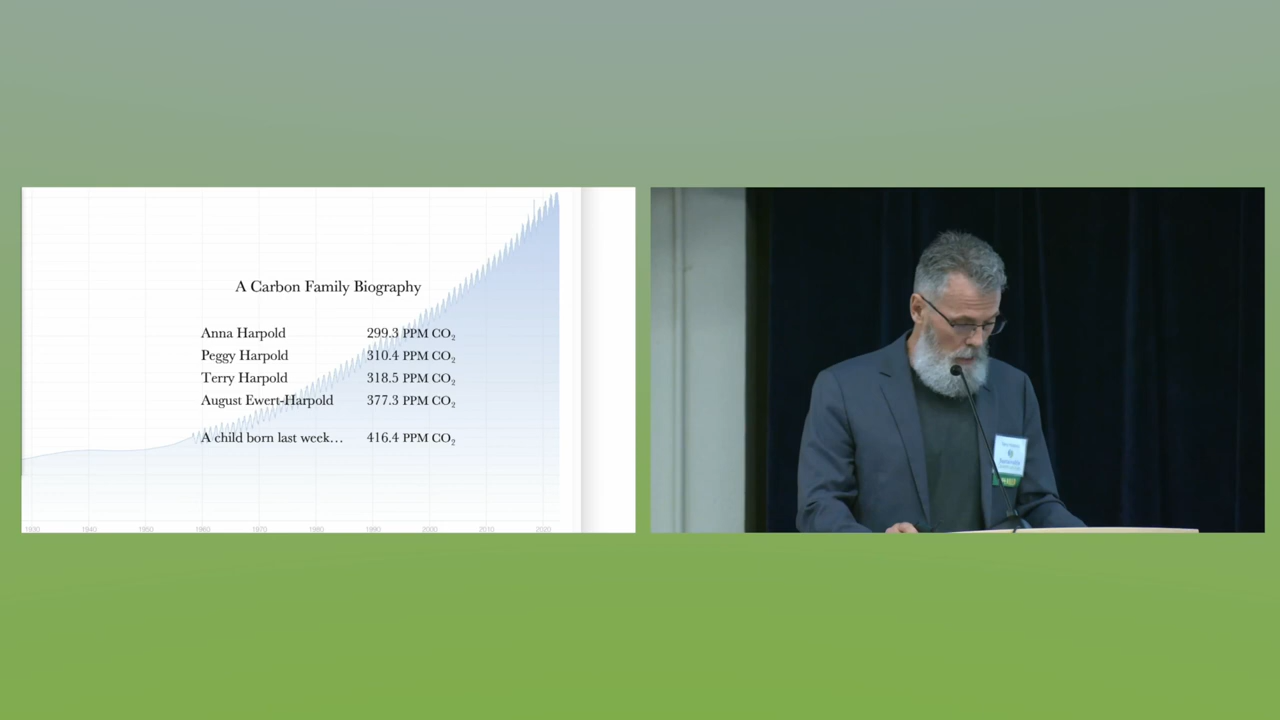 A Carbon Family Biography
Anna Harpold 299.3 PPM CO₂
Peggy Harpold 310.4 PPM CO₂
Terry Harpold 318.5 PPM CO₂
August Ewert-Harpold 377.3 PPM CO₂
A child born last week… 416.4 PPM CO₂
1930 1940 1950 1960 1970 1980 1990 2000 2010 2020